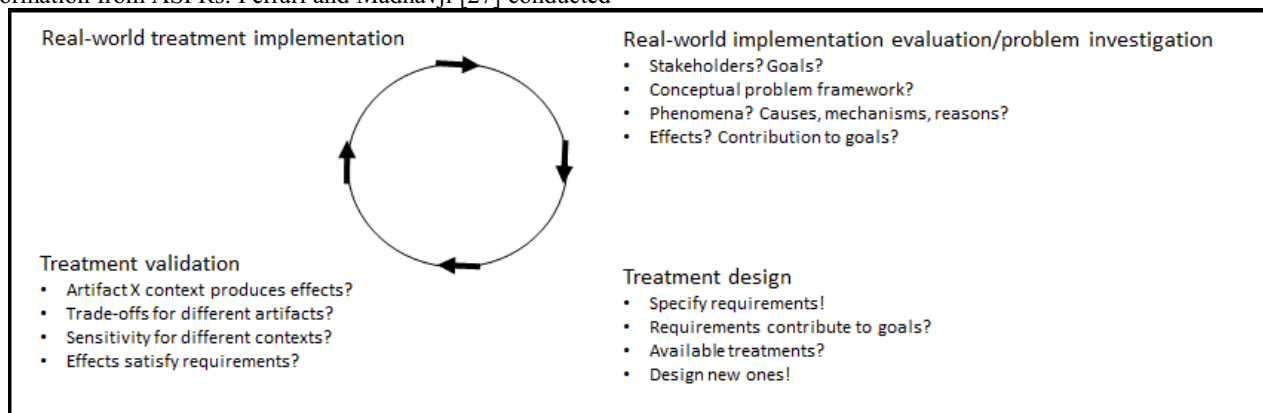 Real-world treatment implementation
Real-world implementation evaluation/problem investigation
• Stakeholders? Goals?
• Conceptual problem framework?
• Phenomena? Causes, mechanisms, reasons?
• Effects? Contribution to goals?
Treatment validation
• Artifact X context produces effects?
• Trade-offs for different artifacts?
• Sensitivity for different contexts?
• Effects satisfy requirements?
Treatment design
• Specify requirements!
• Requirements contribute to goals?
• Available treatments?
• Design new ones!